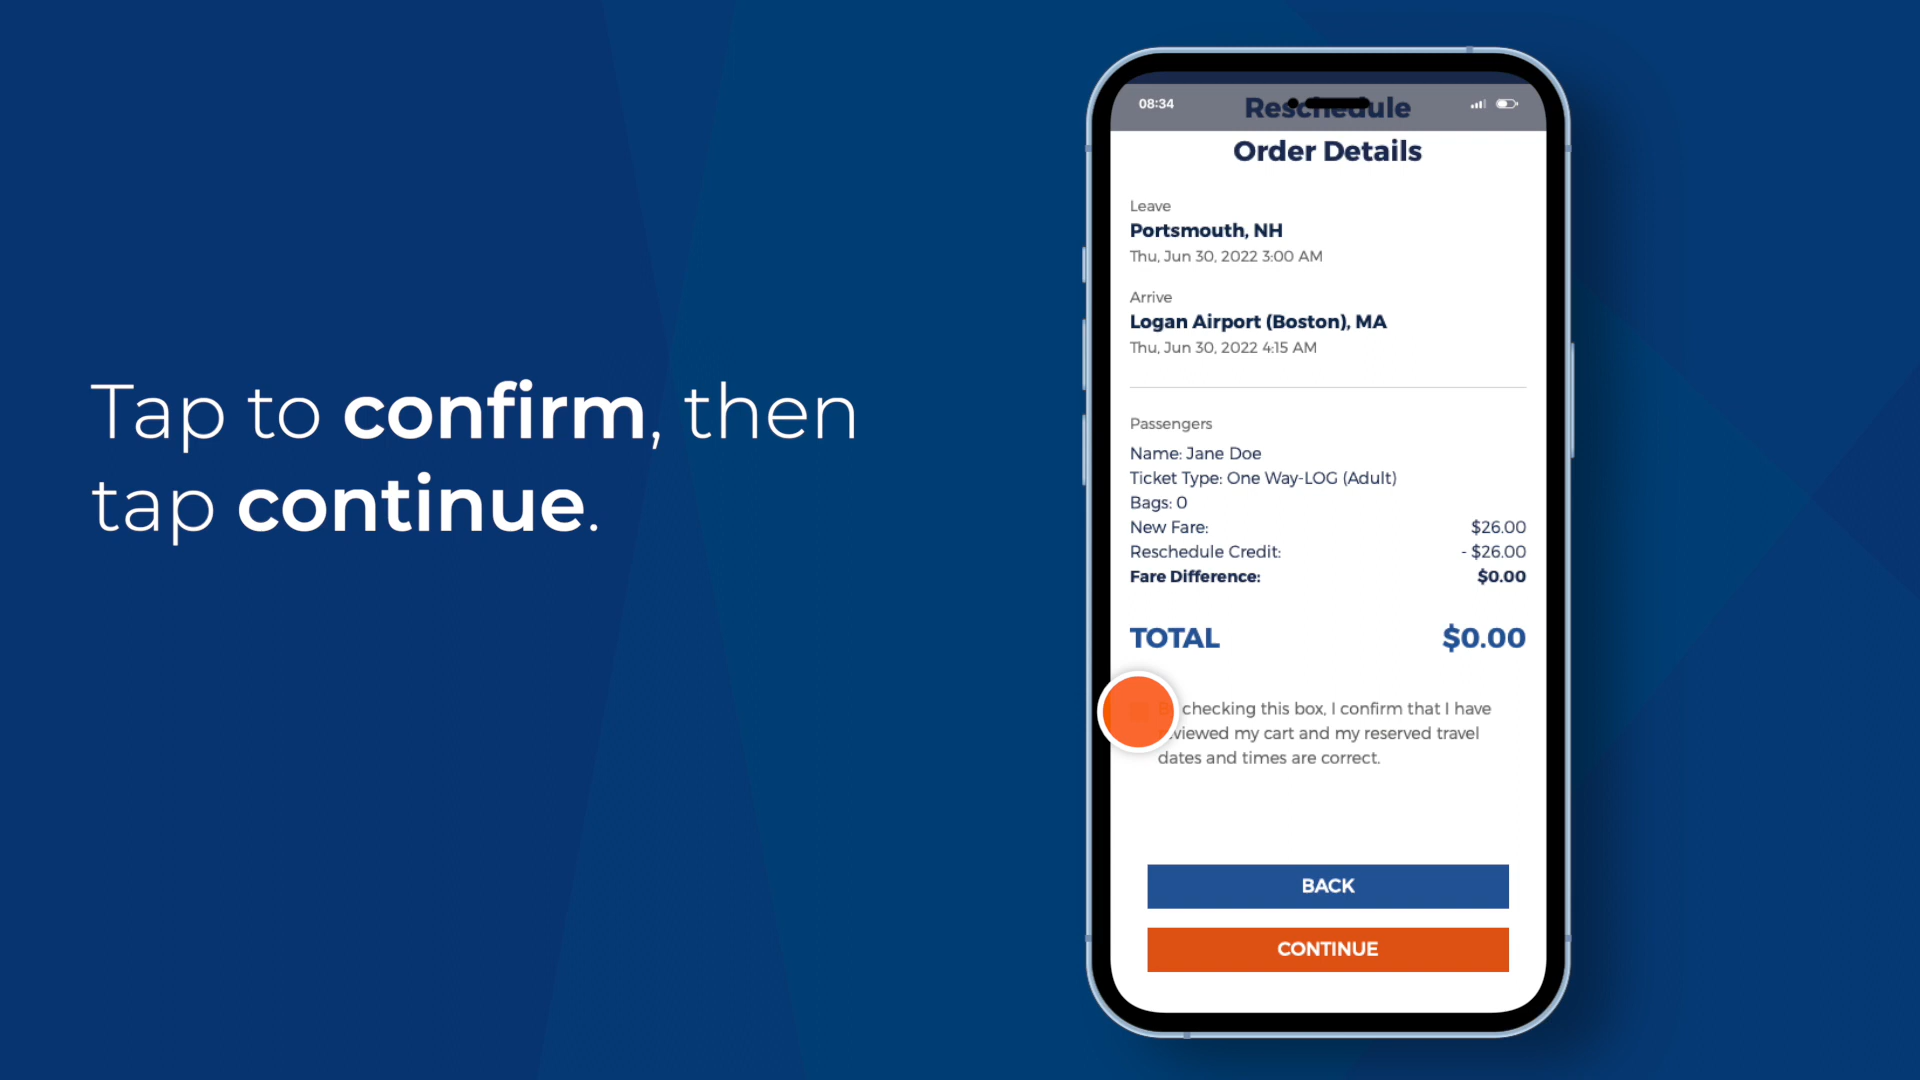 Tap to confirm, then
tap continue.
08:34
Reschedule
Order Details
Leave
Portsmouth, NH
Thu, Jun 30, 2022 3:00 AM
Arrive
Logan Airport (Boston), MA
Thu, Jun 30, 2022 4:15 AM
Passengers
Name: Jane Doe
Ticket Type: One Way-LOG (Adult)
Bags: 0
New Fare: $26.00
Reschedule Credit: - $26.00
Fare Difference: $0.00
TOTAL $0.00
By checking this box, I confirm that I have
reviewed my cart and my reserved travel
dates and times are correct.
BACK
CONTINUE